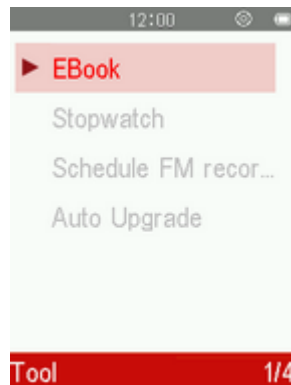 12:00
EBook
Stopwatch
Schedule FM recor...
Auto Upgrade
Tool 1/4